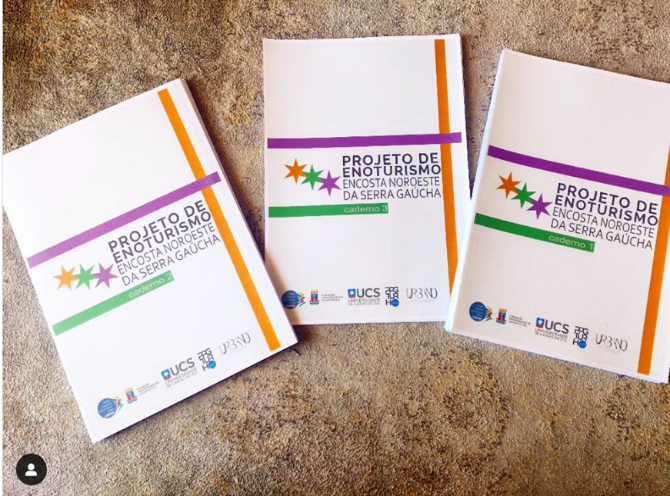 PROJETO DE
ENOTURISMO
ENCOSTA NOROESTE
DA SERRA GAÚCHA
caderno 2
UCS
PROJETO DE
ENOTURISMO
ENCOSTA NOROESTE
DA SERRA GAÚCHA
caderno 3
UCS
PROJETO DE
ENOTURISMO
ENCOSTA NOROESTE
DA SERRA GAÚCHA
caderno 1
UCS